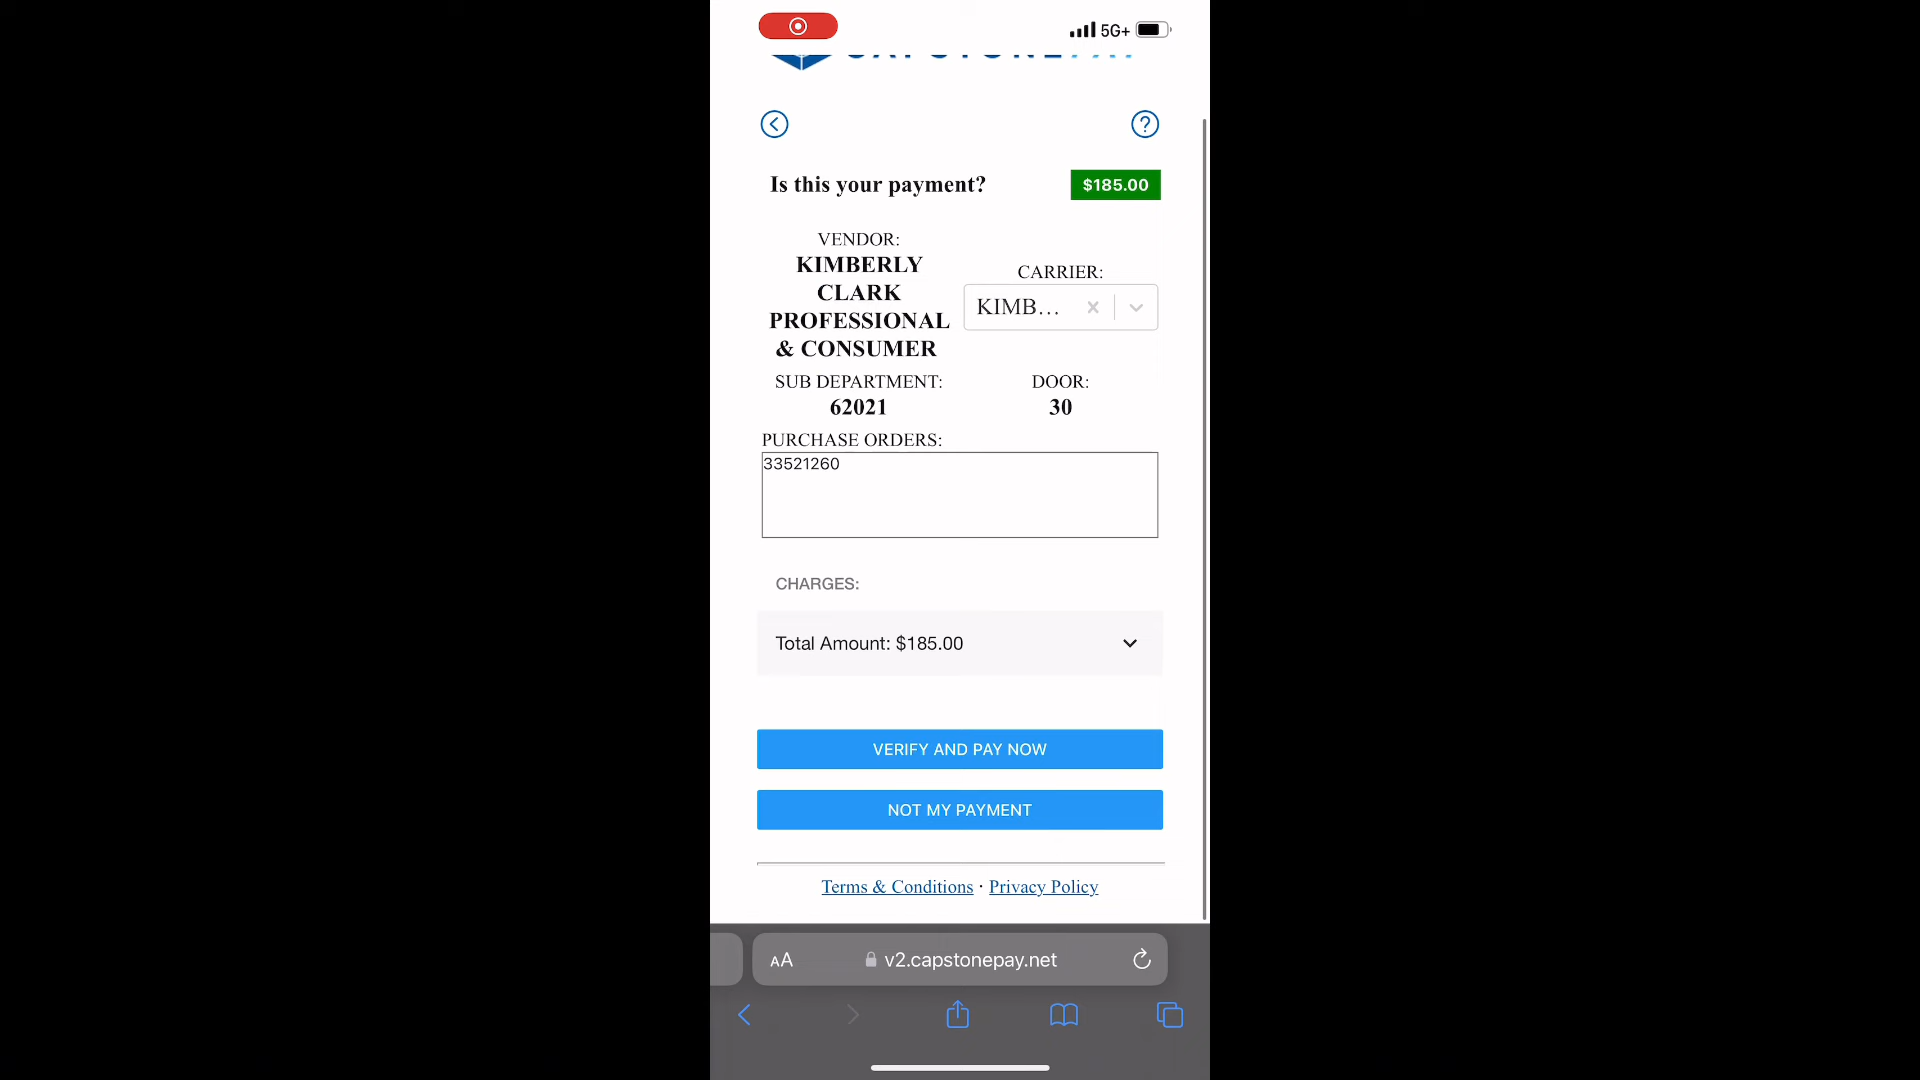 5G+
Is this your payment?
$185.00
VENDOR:
KIMBERLY
CLARK
PROFESSIONAL
& CONSUMER
CARRIER:
KIMB...
SUB DEPARTMENT:
62021
DOOR:
30
PURCHASE ORDERS:
33521260
CHARGES:
Total Amount: $185.00
VERIFY AND PAY NOW
NOT MY PAYMENT
Terms & Conditions · Privacy Policy
AA
v2.capstonepay.net